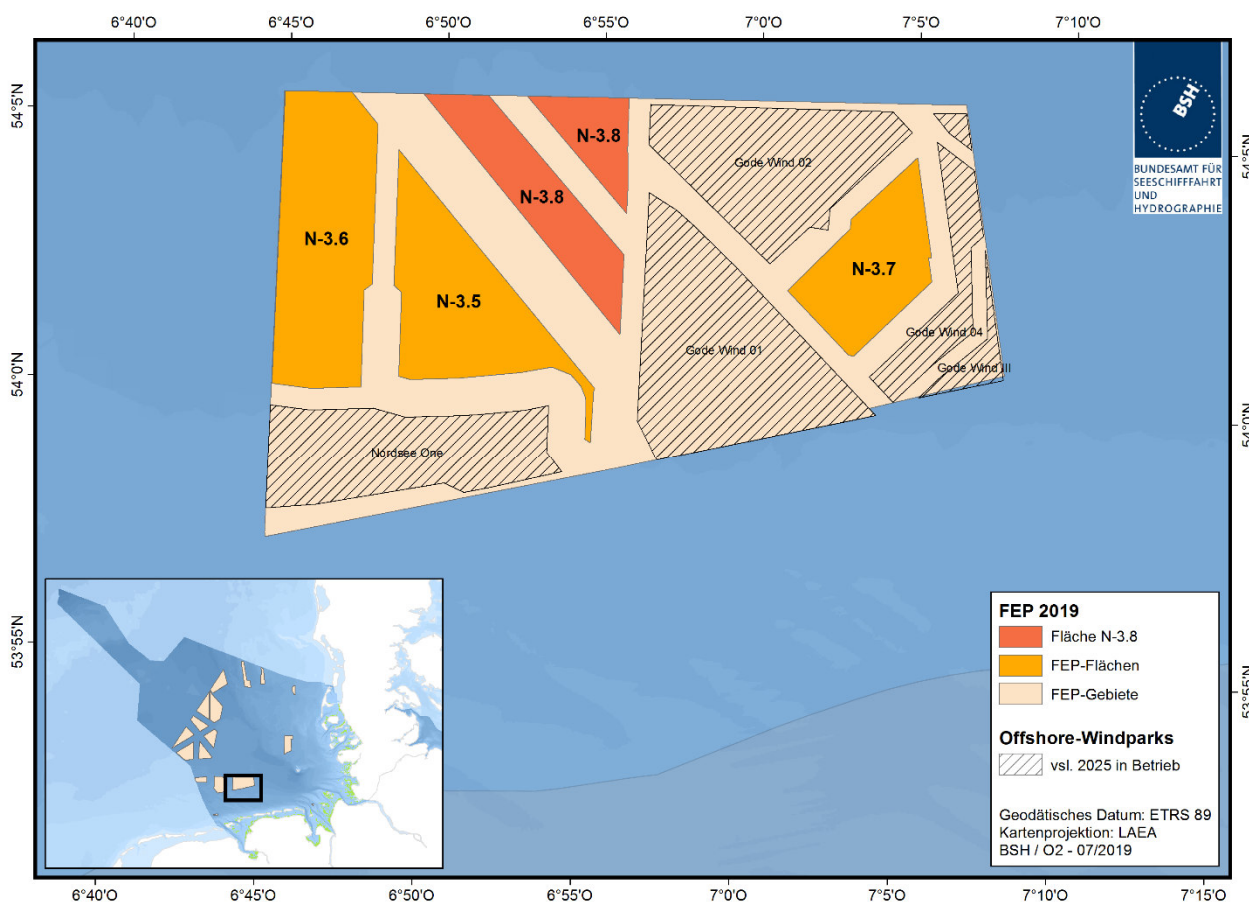 6°40'O 6°45'O 6°50'O 6°55'O 7°0'O 7°5'O 7°10'O
54°5'N
54°0'N
53°55'N
54°5'N
54°0'N
53°55'N
BSH
BUNDESAMT FÜR
SEESCHIFFFAHRT
UND
HYDROGRAPHIE
N-3.8
N-3.8
N-3.6
N-3.5
N-3.7
Gode Wind 02
Gode Wind 01
Gode Wind 04
Gode Wind III
Nordsee One
FEP 2019
Fläche N-3.8
FEP-Flächen
FEP-Gebiete
Offshore-Windparks
vsl. 2025 in Betrieb
Geodätisches Datum: ETRS 89
Kartenprojektion: LAEA
BSH / O2 - 07/2019
6°40'O 6°45'O 6°50'O 6°55'O 7°0'O 7°5'O 7°10'O 7°15'O